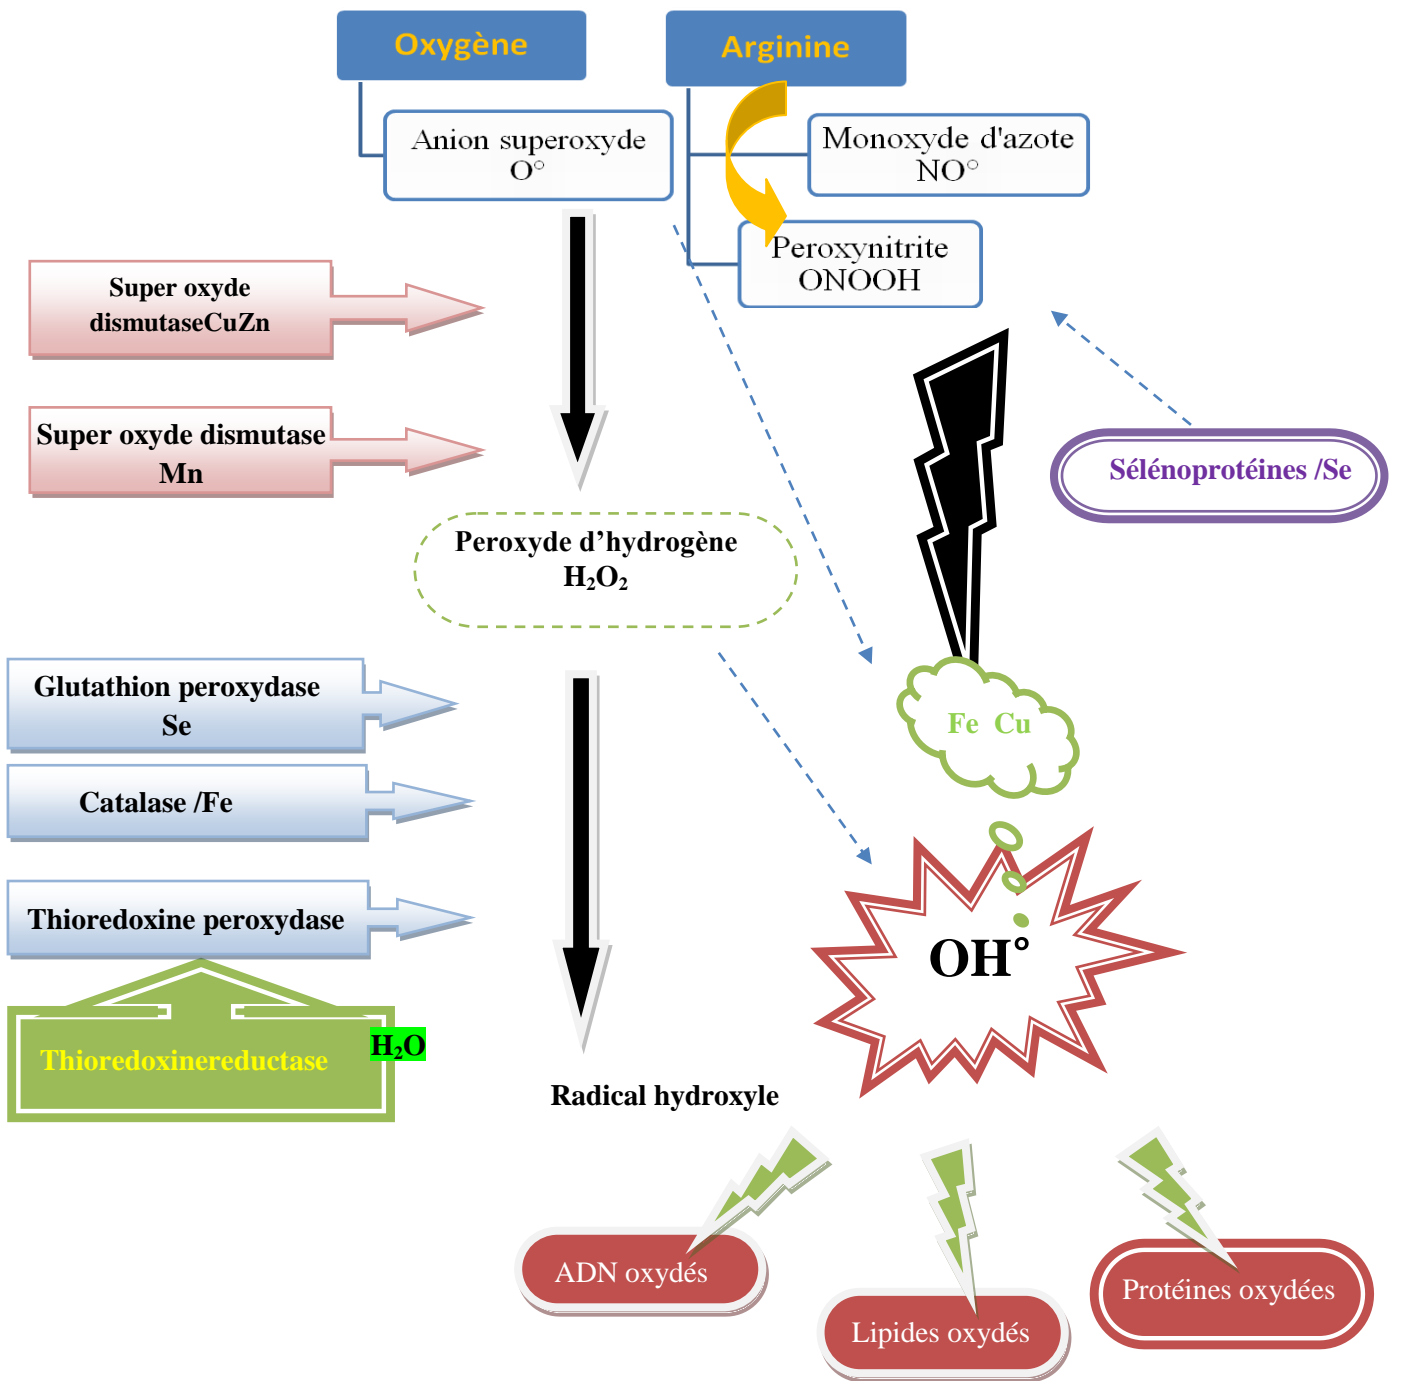 Oxygène
Arginine
Anion superoxyde
O°
Monoxyde d'azote
NO°
Peroxynitrite
ONOOH
Super oxyde
dismutaseCuZn
Super oxyde dismutase
Mn
Sélénoprotéines /Se
Peroxyde d’hydrogène
H₂O₂
Glutathion peroxydase
Se
Fe Cu
Catalase /Fe
Thioredoxine peroxydase
OH°
Thioredoxinereductase
H₂O
Radical hydroxyle
ADN oxydés
Lipides oxydés
Protéines oxydées